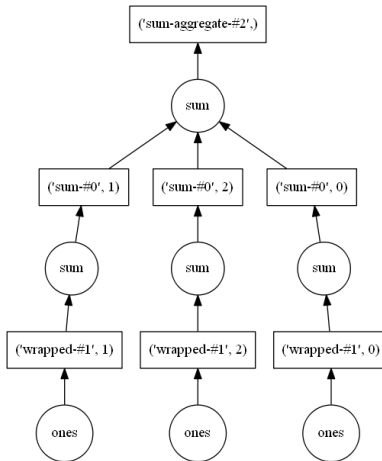 ('sum-aggregate-#2',)
sum
('sum-#0', 1)
('sum-#0', 2)
('sum-#0', 0)
sum
sum
sum
('wrapped-#1', 1)
('wrapped-#1', 2)
('wrapped-#1', 0)
ones
ones
ones